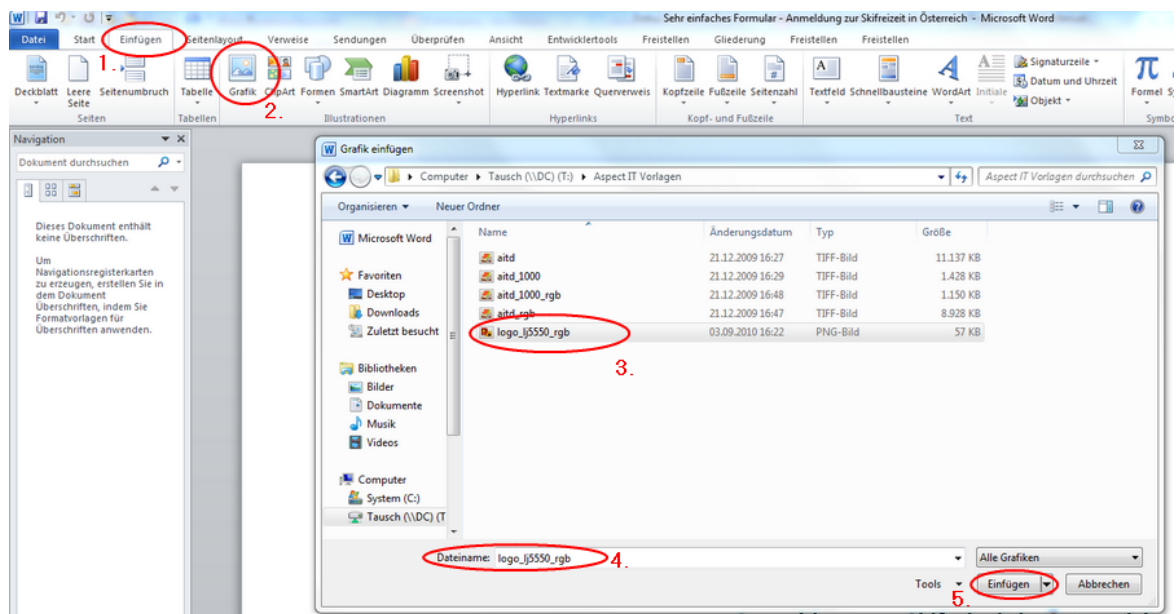 Sehr einfaches Formular - Anmeldung zur Skifreizeit in Österreich - Microsoft Word
Datei Start Einfügen Seitenlayout Verweise Sendungen Überprüfen Ansicht Entwicklertools Freistellen Gliederung Freistellen Freistellen
1.
Deckblatt Leere Seite Seitenumbruch Tabelle Grafik ClipArt Formen SmartArt Diagramm Screenshot Hyperlink Textmarke Querverweis Kopfzeile Fußzeile Seitenzahl Textfeld Schnellbausteine WordArt Initiale
Signaturzeile
Datum und Uhrzeit
Objekt
Formel
2.
Seiten Tabellen Illustrationen Hyperlinks Kopf- und Fußzeile Text
Navigation
Dokument durchsuchen
Dieses Dokument enthält
keine Überschriften.
Um
Navigationsregisterkarten
zu erzeugen, erstellen Sie in
dem Dokument
Überschriften, indem Sie
Formatvorlagen für
Überschriften anwenden.
Grafik einfügen
Computer Tausch (\\DC) (T:) Aspect IT Vorlagen
Aspect IT Vorlagen durchsuchen
Organisieren Neuer Ordner
Microsoft Word
Favoriten
Desktop
Downloads
Zuletzt besucht
Bibliotheken
Bilder
Dokumente
Musik
Videos
Computer
System (C:)
Tausch (\\DC) (T
Name Änderungsdatum Typ Größe
aitd 21.12.2009 16:27 TIFF-Bild 11.137 KB
aitd_1000 21.12.2009 16:29 TIFF-Bild 1.428 KB
aitd_1000_rgb 21.12.2009 16:48 TIFF-Bild 1.150 KB
aitd_rgb 21.12.2009 16:47 TIFF-Bild 8.928 KB
logo_lj5550_rgb 03.09.2010 16:22 PNG-Bild 57 KB
3.
Dateiname: logo_lj5550_rgb 4.
Alle Grafiken
Tools Einfügen Abbrechen
5.